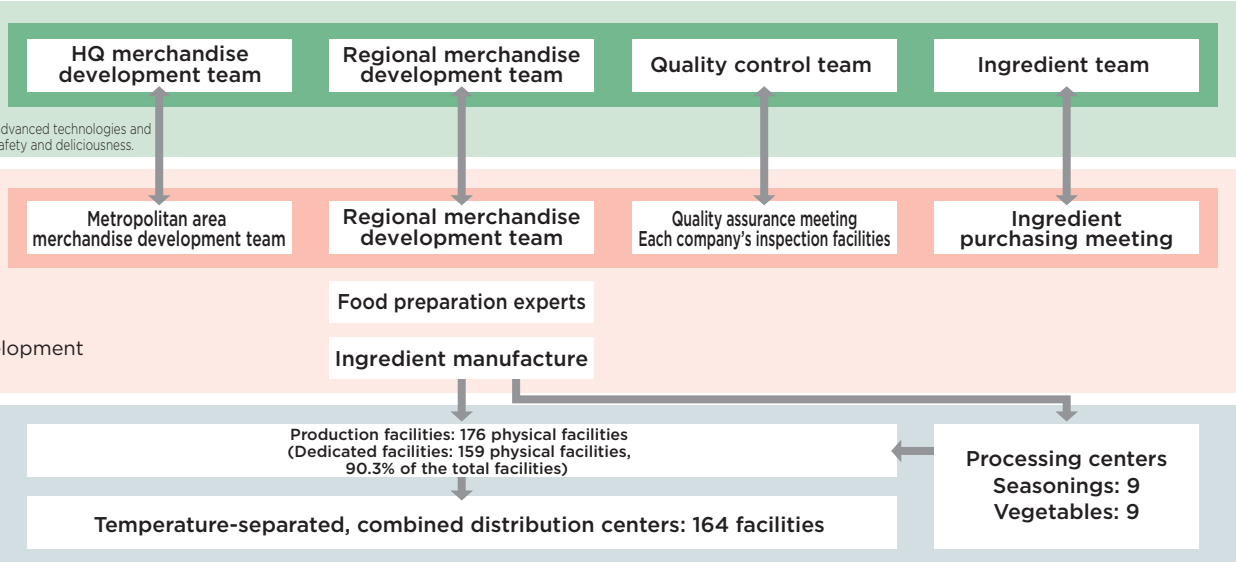 HQ merchandise
development team
Regional merchandise
development team
Quality control team
Ingredient team
dvanced technologies and
afety and deliciousness.
Metropolitan area
merchandise development team
Regional merchandise
development team
Quality assurance meeting
Each company's inspection facilities
Ingredient
purchasing meeting
Food preparation experts
elopment
Ingredient manufacture
Production facilities: 176 physical facilities
(Dedicated facilities: 159 physical facilities,
90.3% of the total facilities)
Processing centers
Seasonings: 9
Vegetables: 9
Temperature-separated, combined distribution centers: 164 facilities